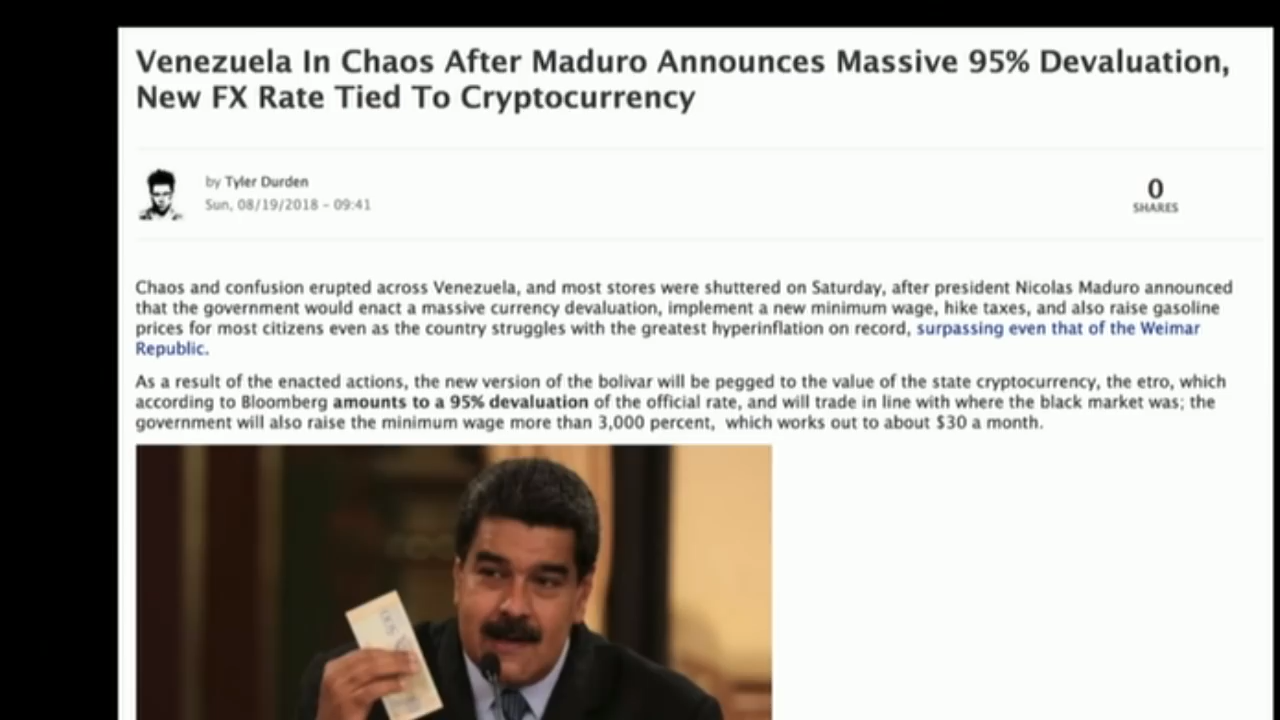 Venezuela In Chaos After Maduro Announces Massive 95% Devaluation,
New FX Rate Tied To Cryptocurrency
by Tyler Durden
Sun, 08/19/2018 - 09:41
0
SHARES
Chaos and confusion erupted across Venezuela, and most stores were shuttered on Saturday, after president Nicolas Maduro announced
that the government would enact a massive currency devaluation, implement a new minimum wage, hike taxes, and also raise gasoline
prices for most citizens even as the country struggles with the greatest hyperinflation on record, surpassing even that of the Weimar
Republic.
As a result of the enacted actions, the new version of the bolivar will be pegged to the value of the state cryptocurrency, the etro, which
according to Bloomberg amounts to a 95% devaluation of the official rate, and will trade in line with where the black market was; the
government will also raise the minimum wage more than 3,000 percent, which works out to about $30 a month.